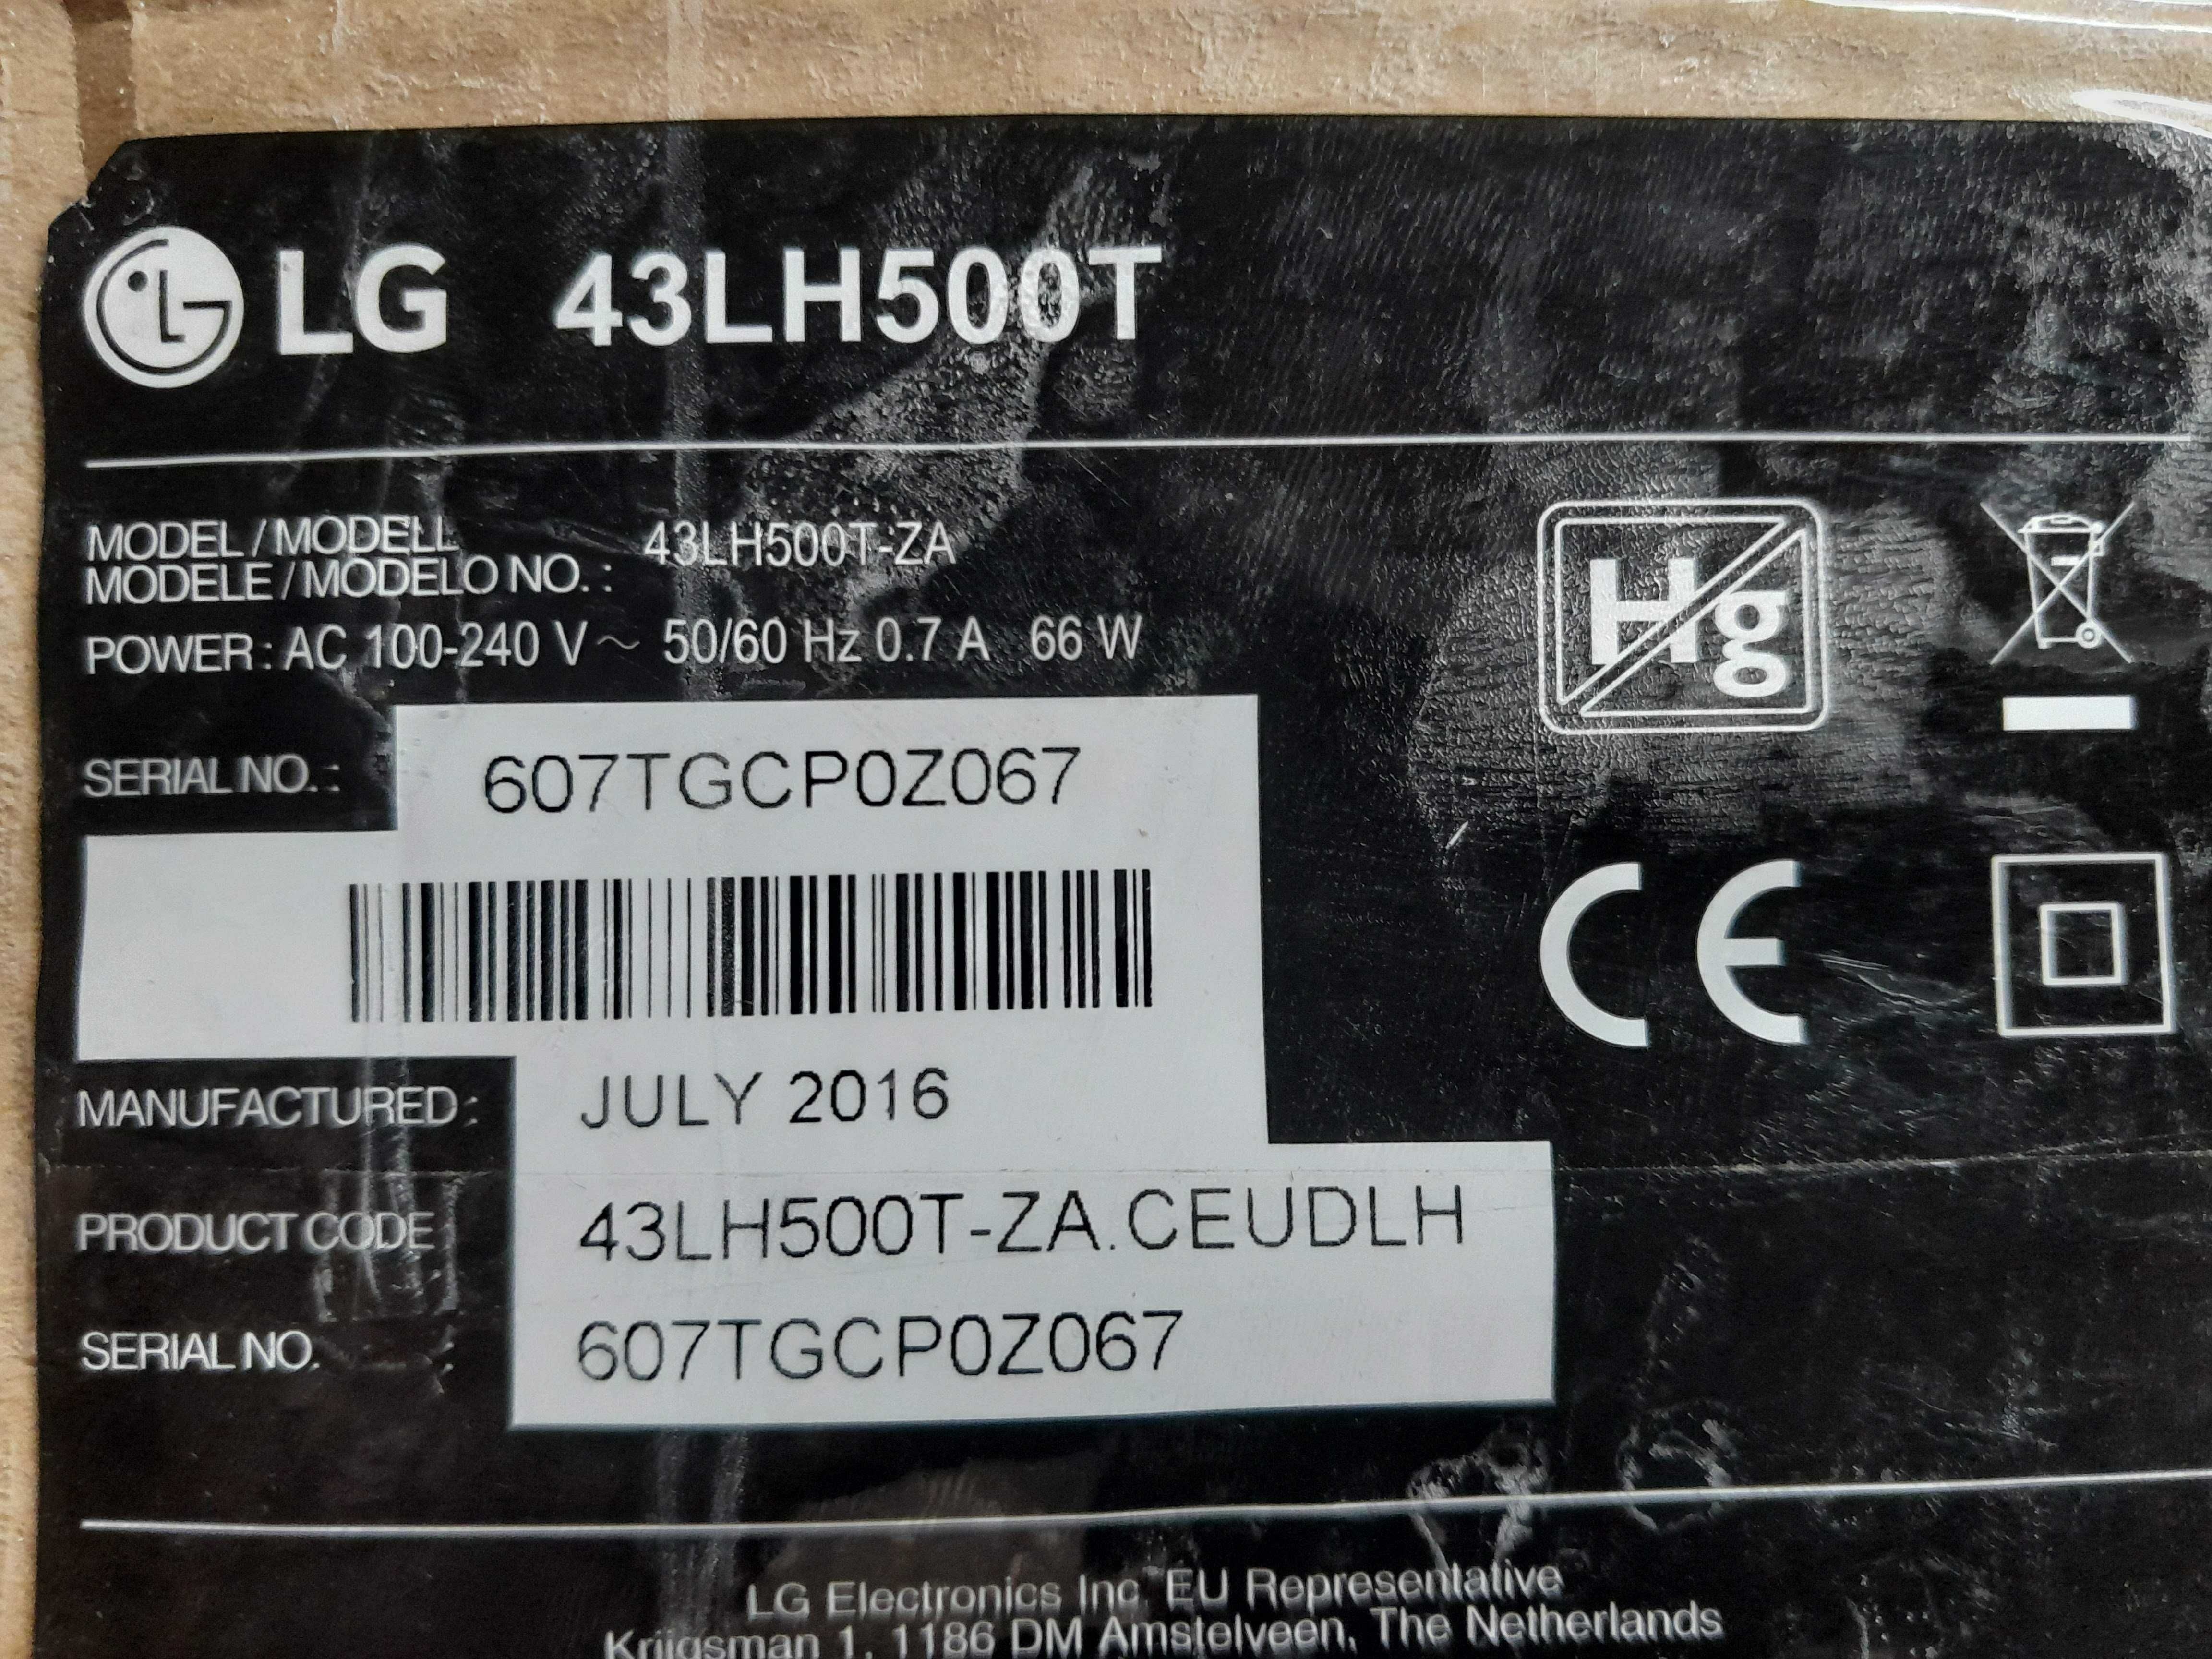 LG 43LH500T
MODEL / MODELL
MODELE / MODELO NO. : 43LH500T-ZA
POWER : AC 100-240 V ~ 50/60 Hz 0.7 A 66 W
Hg
SERIAL NO. : 607TGCP0Z067
CE
MANUFACTURED : JULY 2016
PRODUCT CODE : 43LH500T-ZA.CEUDLH
SERIAL NO. : 607TGCP0Z067
LG Electronics Inc. EU Representative
Krijgsman 1, 1186 DM Amstelveen, The Netherlands